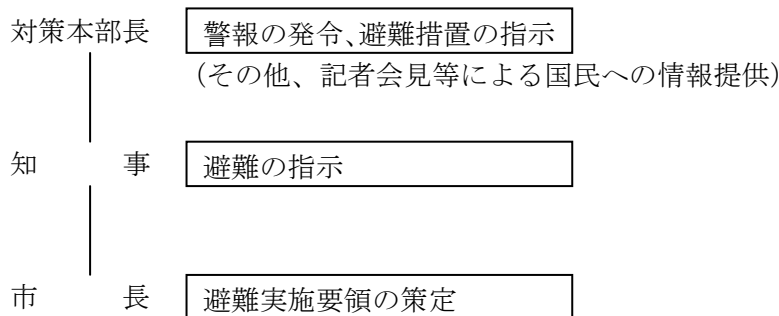 対策本部長 警報の発令、避難措置の指示
(その他、記者会見等による国民への情報提供)
知事 避難の指示
市長 避難実施要領の策定